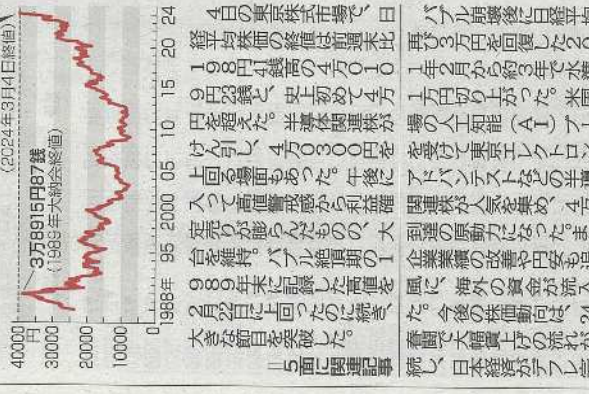 (2024年3月4日終値)
3万8915円87銭
(1989年大納会終値)
40000
円
30000
20000
10000
0
1988年
95
2000
05
10
15
20
24
4日の東京株式市場で、日
経平均株価の終値は前週末比
198円41銭高の4万010
9円23銭と、史上初めて4万
円を超えた。半導体関連株が
けん引し、4万0300円を
上回る場面もあった。午後に
入って高値警戒感から利益確
定売りが膨らんだものの、大
台を維持。バブル絶頂期の1
989年末に記録した高値を
2月22日に上回ったのに続き、
大きな節目を突破した。
=5面に関連記事
バブル崩壊後に日経平均
再び3万円を回復した20
1年2月から約3年で水準
1万円切り上がった。米国
場の人工知能(AI)ブー
を受けて東京エレクトロン
アドバンテストなどの半導
関連株が人気を集め、4万
到達の原動力になった。ま
企業業績の改善や円安も追
風に、海外の資金が流入
た。今後の株価動向は、24
春闘で大幅賃上げの流れが
続し、日本経済がデフレ完